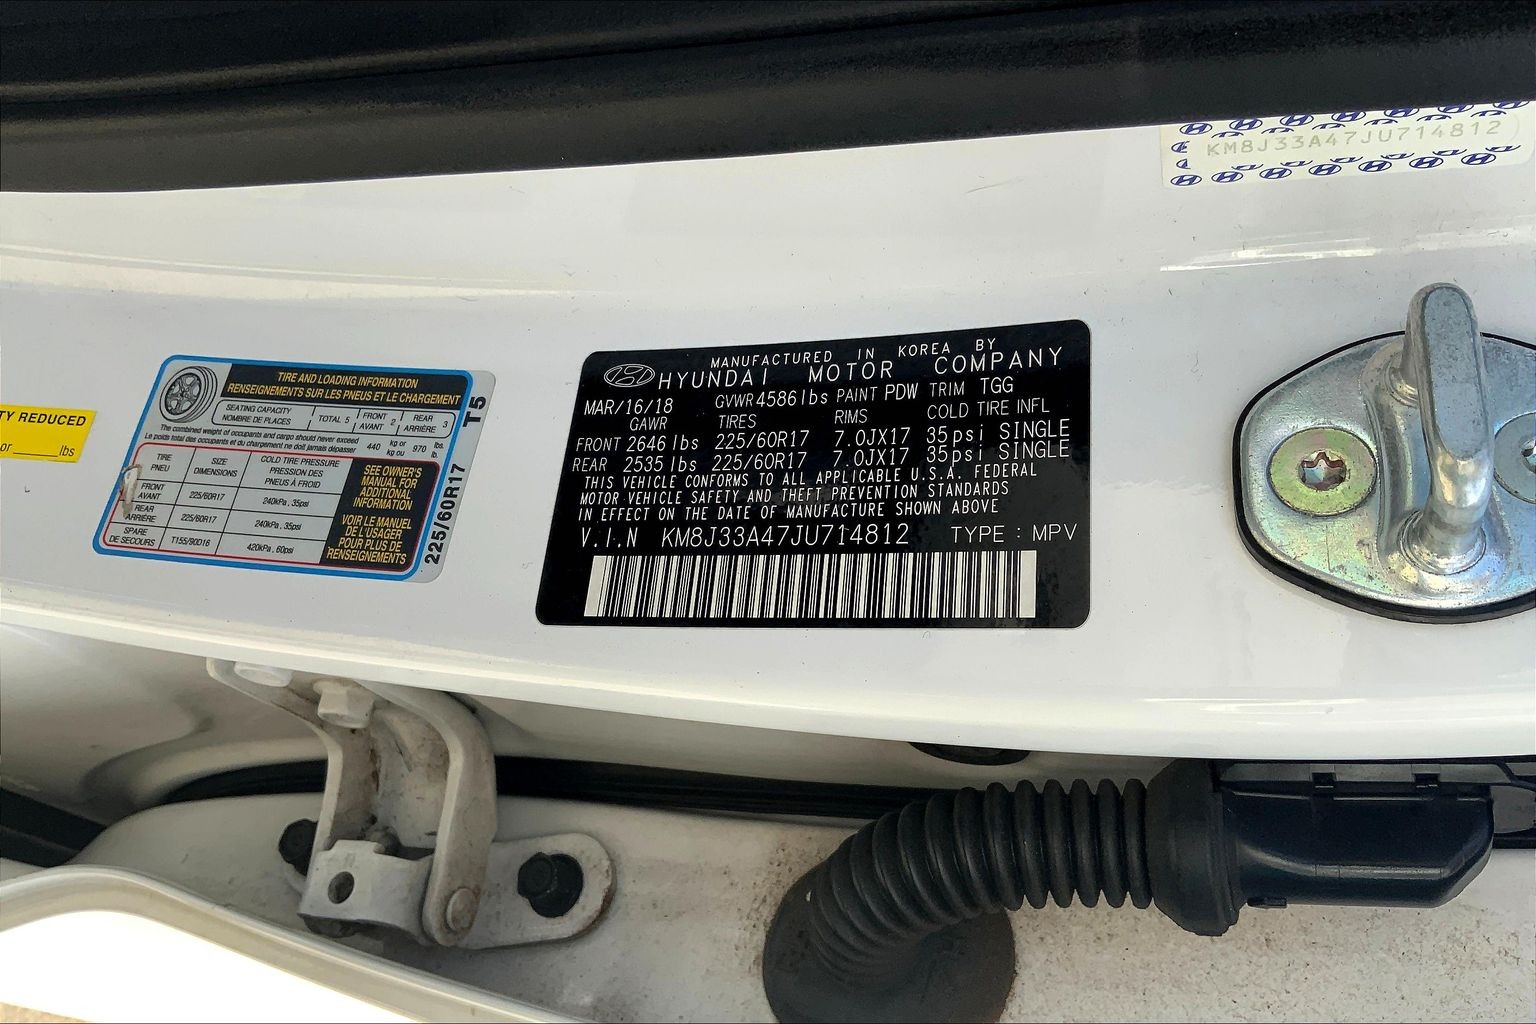 KM8J33A47JU714812
TY REDUCED
or ______lbs
TIRE AND LOADING INFORMATION
RENSEIGNEMENTS SUR LES PNEUS ET LE CHARGEMENT
SEATING CAPACITY
NOMBRE DE PLACES
TOTAL 5
FRONT
AVANT 2
REAR
ARRIÈRE 3
The combined weight of occupants and cargo should never exceed
Le poids total des occupants et du chargement ne doit jamais dépasser
440 kg or
kg ou 970 lbs.
lb.
TIRE
PNEU
SIZE
DIMENSIONS
COLD TIRE PRESSURE
PRESSION DES
PNEUS À FROID
FRONT
AVANT
225/60R17
240kPa, 35psi
REAR
ARRIÈRE
225/60R17
240kPa, 35psi
SPARE
DE SECOURS
T155/90D16
420kPa, 60psi
SEE OWNER'S
MANUAL FOR
ADDITIONAL
INFORMATION
VOIR LE MANUEL
DE L'USAGER
POUR PLUS DE
RENSEIGNEMENTS
225/60R17 T5
MANUFACTURED IN KOREA BY
HYUNDAI MOTOR COMPANY
MAR/16/18 GVWR 4586lbs PAINT PDW TRIM TGG
GAWR TIRES RIMS COLD TIRE INFL
FRONT 2646 lbs 225/60R17 7.0JX17 35psi SINGLE
REAR 2535 lbs 225/60R17 7.0JX17 35psi SINGLE
THIS VEHICLE CONFORMS TO ALL APPLICABLE U.S.A. FEDERAL
MOTOR VEHICLE SAFETY AND THEFT PREVENTION STANDARDS
IN EFFECT ON THE DATE OF MANUFACTURE SHOWN ABOVE
V.I.N KM8J33A47JU714812 TYPE : MPV